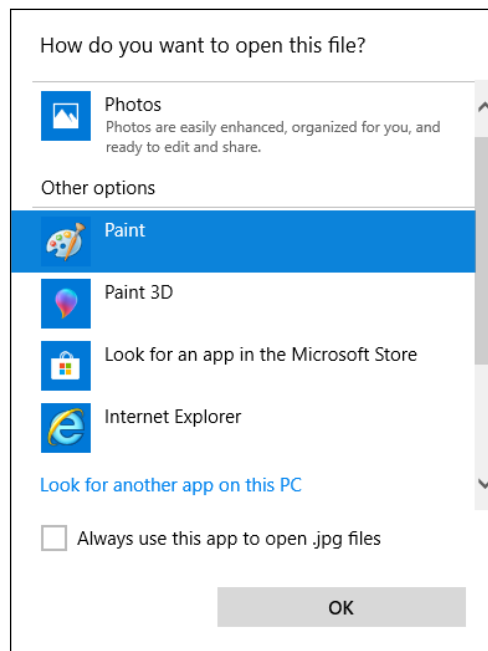 How do you want to open this file?
Photos
Photos are easily enhanced, organized for you, and
ready to edit and share.
Other options
Paint
Paint 3D
Look for an app in the Microsoft Store
Internet Explorer
Look for another app on this PC
Always use this app to open .jpg files
OK